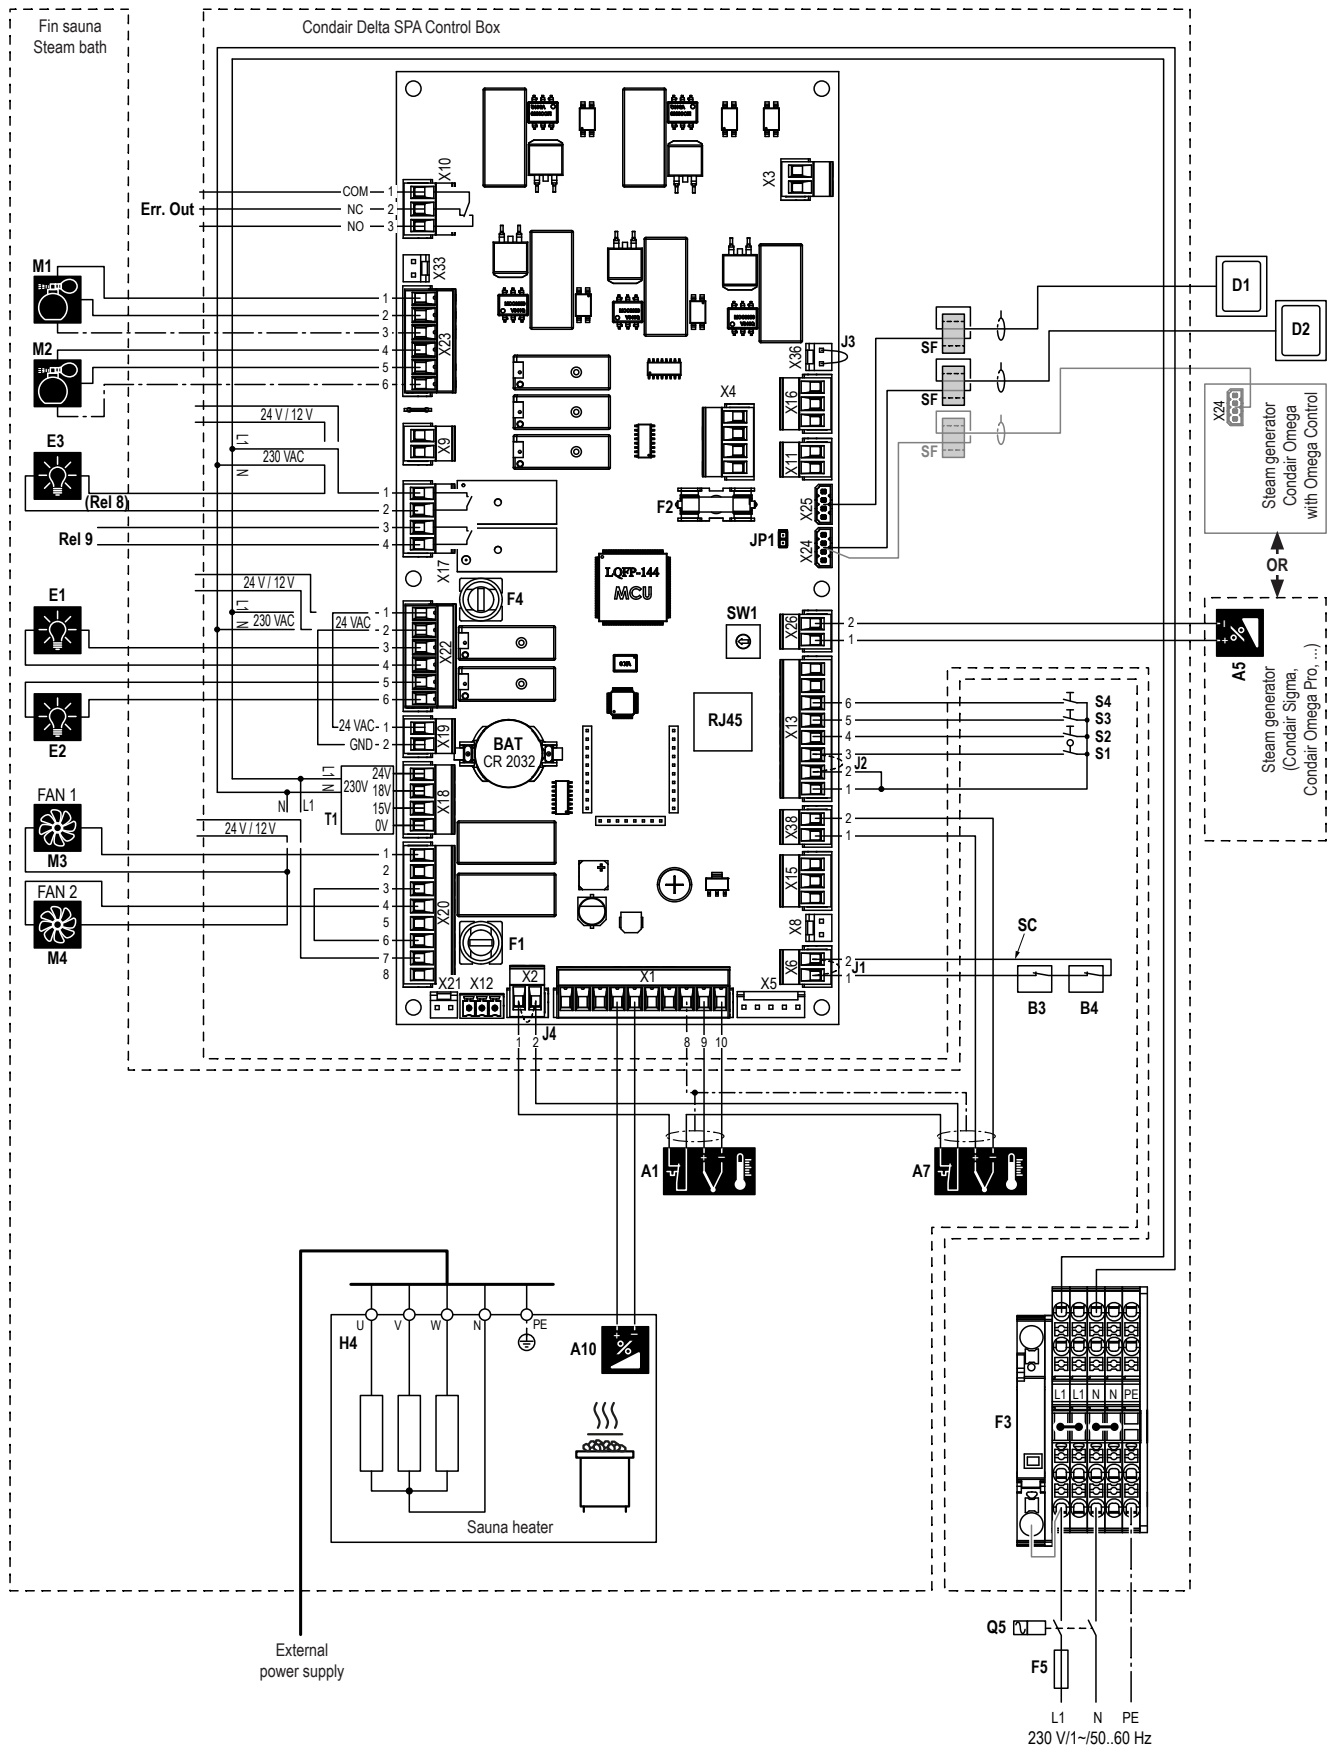 Fin sauna
Steam bath
Condair Delta SPA Control Box
X10
COM 1
Err. Out NC 2
NO 3
X3
X33
M1
1
2
3
X23
M2
4
5
6
J3
X36
D1
D2
SF
SF
SF
X24
Steam generator
Condair Omega
with Omega Control
OR
24 V / 12 V
L1
230 VAC
N
E3
(Rel 8)
X9
X4
X16
X11
F2
X25
1
2
3
4
Rel 9
X17
JP1
X24
LQFP-144
MCU
24 V / 12 V
L1
N
230 VAC
24 VAC
E1
F4
1
2
3
4
5
6
X22
SW1
X26
2
1
A5
%
- +
Steam generator
(Condair Sigma,
Condair Omega Pro, ...)
E2
24 VAC 1
GND 2
X19
BAT
CR 2032
RJ45
X13
6
5
4
3
2
1
S4
S3
S2
S1
J2
L1
N
230V
24V
18V
15V
0V
X18
T1
N L1
FAN 1
M3
24 V / 12 V
FAN 2
M4
1
2
3
4
5
6
7
8
X20
F1
X38
2
1
X15
X8
X6
2
1
J1
SC
B3
B4
X21
X12
X2
X1
X5
J4
1 2
8 9 10
A1
+ -
A7
+ -
H4
U V W N PE
A10
+ -
%
Sauna heater
External
power supply
F3
L1 L1 N N PE
Q5
F5
L1 N PE
230 V/1~/50..60 Hz